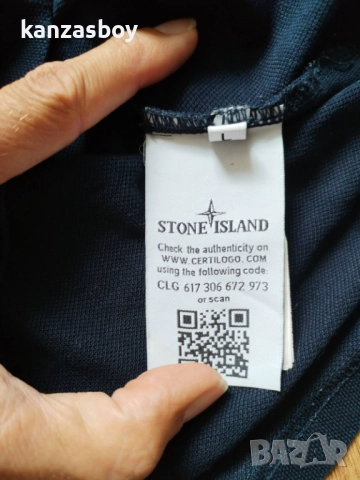 kanzasboy
L
STONE ISLAND
Check the authenticity on
WWW.CERTILOGO.COM
using the following code:
CLG 617 306 672 973
or scan
BAZAR